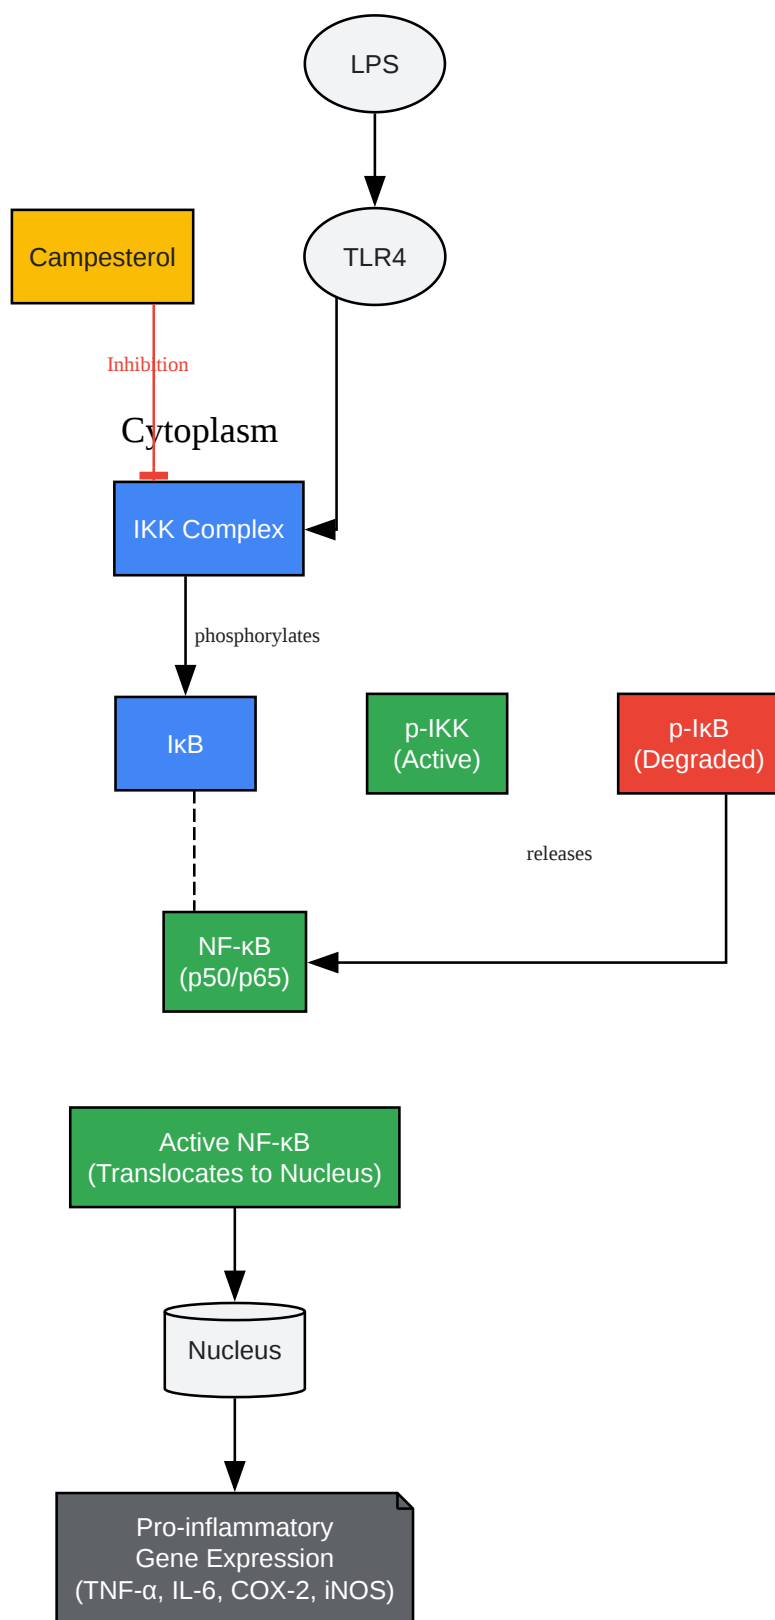 LPS
Campesterol
TLR4
Inhibition
Cytoplasm
IKK Complex
phosphorylates
IκB
p-IKK
(Active)
p-IκB
(Degraded)
releases
NF-κB
(p50/p65)
Active NF-κB
(Translocates to Nucleus)
Nucleus
Pro-inflammatory
Gene Expression
(TNF-α, IL-6, COX-2, iNOS)